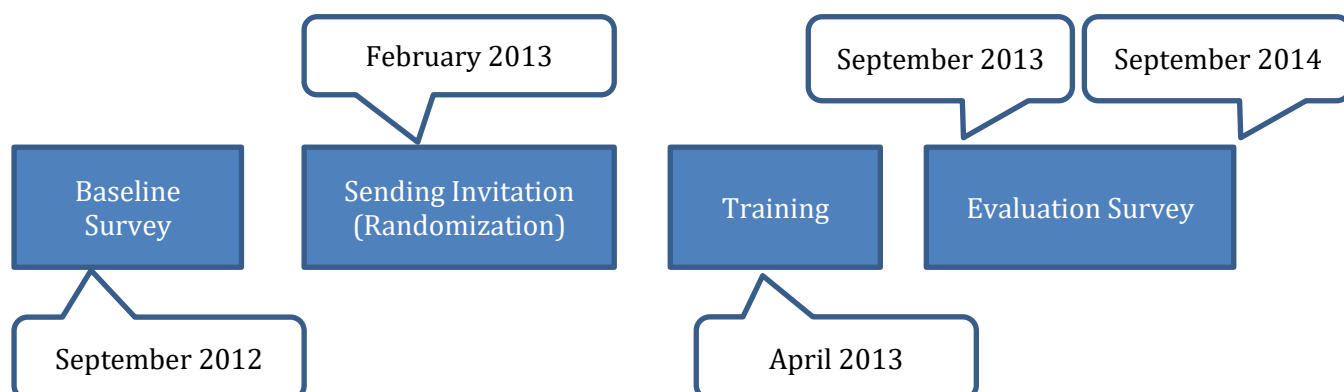 February 2013
September 2013
September 2014
Baseline
Survey
Sending Invitation
(Randomization)
Training
Evaluation Survey
September 2012
April 2013